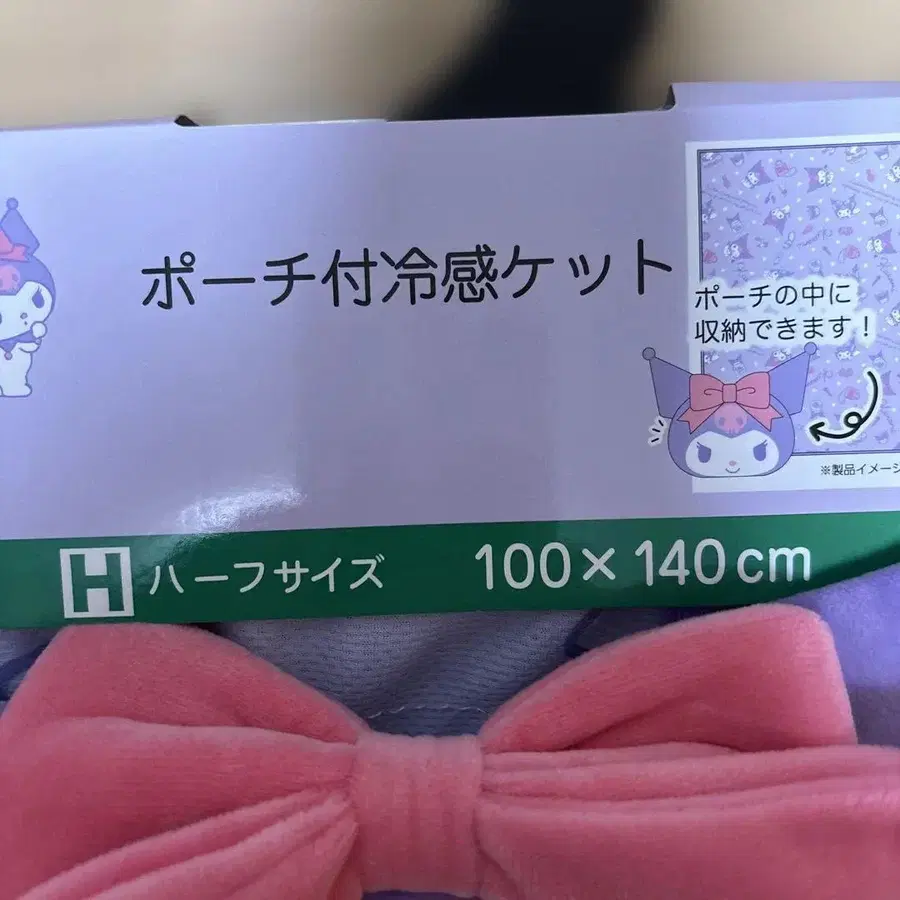 ポーチ付冷感ケット
ポーチの中に
収納できます！
※製品イメージ
H ハーフサイズ 100×140cm